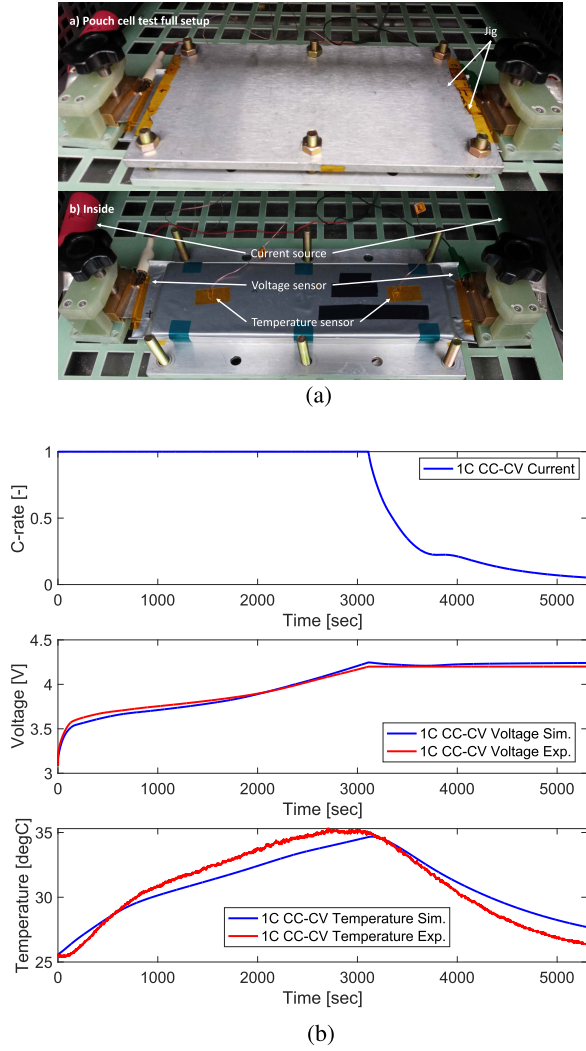 a) Pouch cell test full setup
Jig
b) Inside
Current source
Voltage sensor
Temperature sensor
(a)
1
0.5
0
C-rate [-]
1C CC-CV Current
0 1000 2000 3000 4000 5000
Time [sec]
4.5
4
3.5
3
Voltage [V]
1C CC-CV Voltage Sim.
1C CC-CV Voltage Exp.
0 1000 2000 3000 4000 5000
Time [sec]
35
30
25
Temperature [degC]
1C CC-CV Temperature Sim.
1C CC-CV Temperature Exp.
0 1000 2000 3000 4000 5000
Time [sec]
(b)